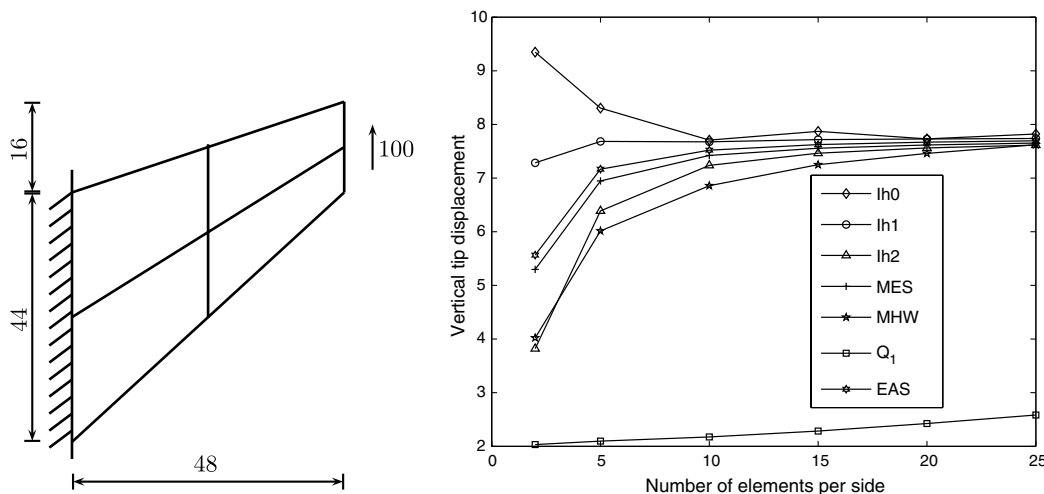 16
44
48
100
Vertical tip displacement
10
9
8
7
6
5
4
3
2
0
5
10
15
20
25
Number of elements per side
Ih0
Ih1
Ih2
MES
MHW
Q1
EAS